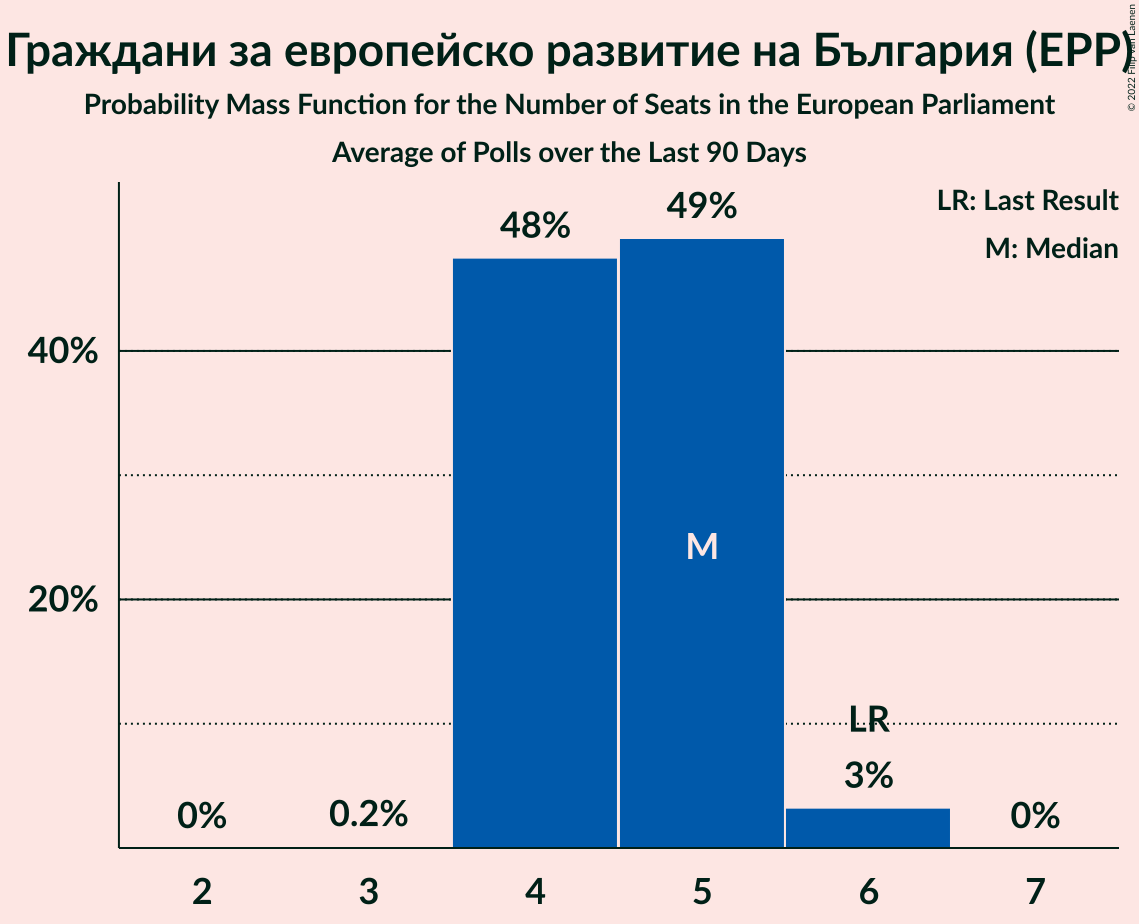 Граждани за европейско развитие на България (EPP)
© 2022 Filip van Laenen
Probability Mass Function for the Number of Seats in the European Parliament
Average of Polls over the Last 90 Days
LR: Last Result
M: Median
48%
49%
40%
M
20%
LR
3%
0%
0.2%
0%
2
3
4
5
6
7